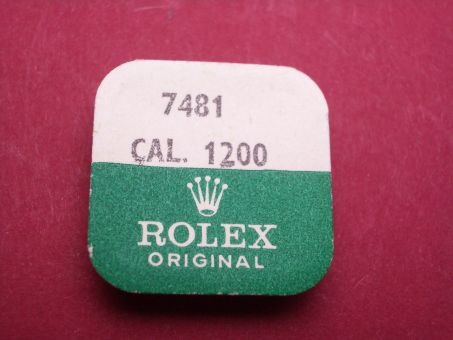 7481
CAL. 1200
ROLEX
ORIGINAL